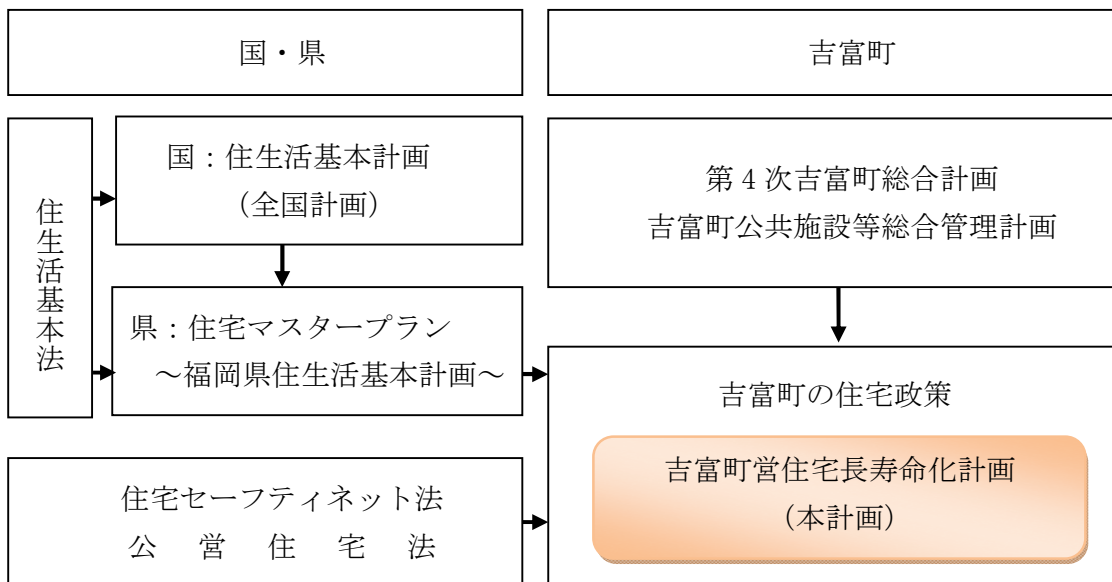 国・県
吉富町
住生活基本法
国：住生活基本計画
（全国計画）
県：住宅マスタープラン
～福岡県住生活基本計画～
住宅セーフティネット法
公営住宅法
第４次吉富町総合計画
吉富町公共施設等総合管理計画
吉富町の住宅政策
吉富町営住宅長寿命化計画
（本計画）